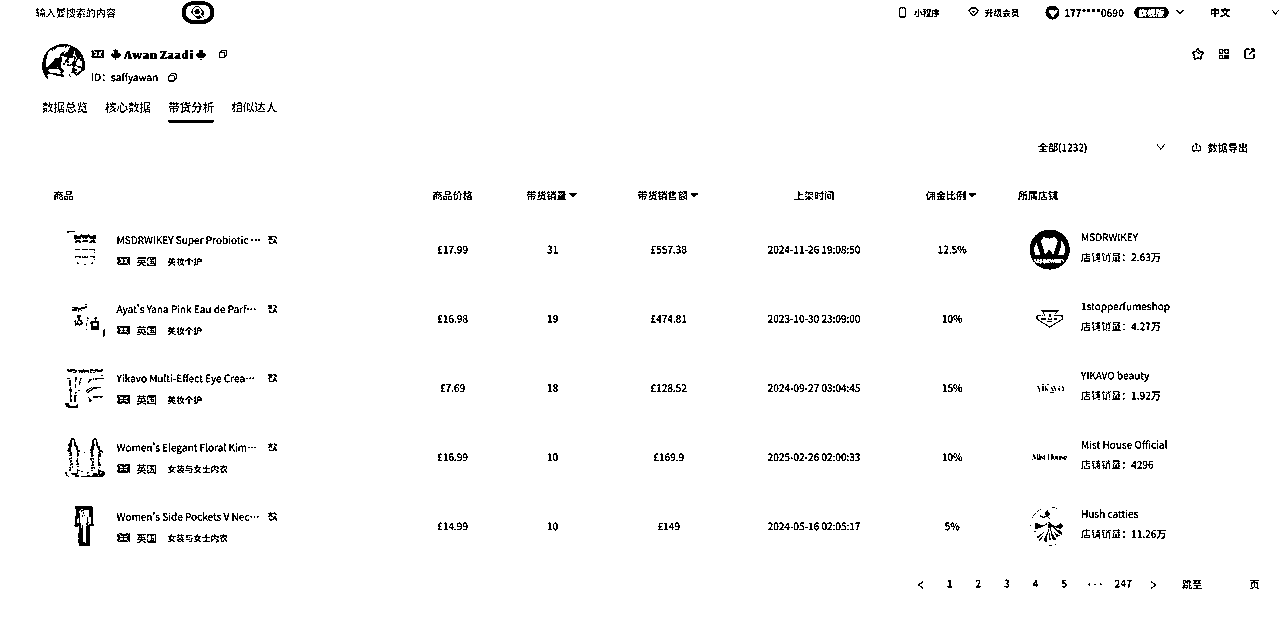 输入要搜索的内容
小程序 升级会员 177****0690 旗舰版 中文
Awan Zaadi
ID: saffyawan
数据总览 核心数据 带货分析 相似达人
全部(1232) 数据导出
商品 商品价格 带货销量 带货销售额 上架时间 佣金比例 所属店铺
MSDRWIKEY Super Probiotic ···
英国 美妆个护
£17.99 31 £557.38 2024-11-26 19:08:50 12.5%
MSDRWIKEY
店铺销量: 2.63万
Ayat's Yana Pink Eau de Parf···
英国 美妆个护
£16.98 19 £474.81 2023-10-30 23:09:00 10%
1stopperfumeshop
店铺销量: 4.27万
Yikavo Multi-Effect Eye Crea···
英国 美妆个护
£7.69 18 £128.52 2024-09-27 03:04:45 15%
YIKAVO beauty
店铺销量: 1.92万
Women's Elegant Floral Kim···
英国 女装与女士内衣
£16.99 10 £169.9 2025-02-26 02:00:33 10%
Mist House
Mist House Official
店铺销量: 4296
Women's Side Pockets V Nec···
英国 女装与女士内衣
£14.99 10 £149 2024-05-16 02:05:17 5%
Hush catties
店铺销量: 11.26万
< 1 2 3 4 5 ··· 247 > 跳至 页